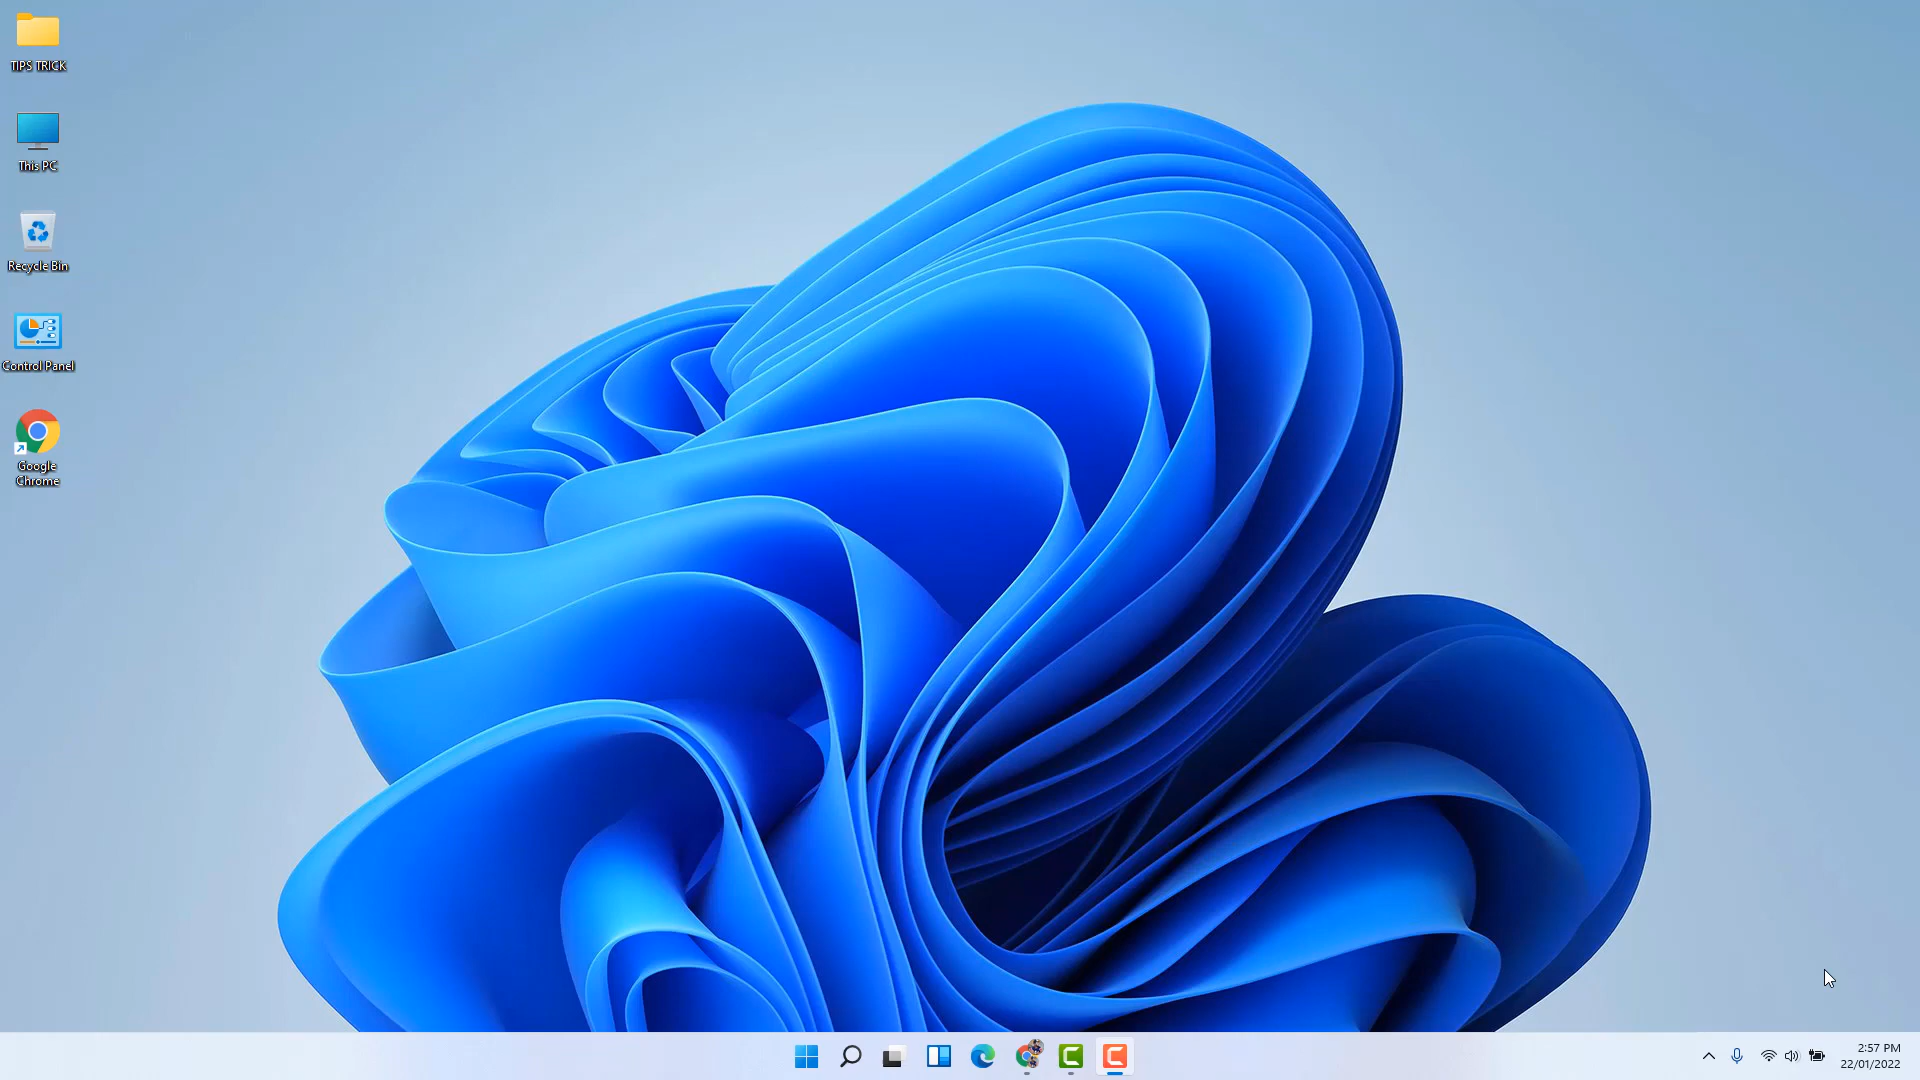 TIPS TRICK
This PC
Recycle Bin
Control Panel
Google
Chrome
2:57 PM
22/01/2022